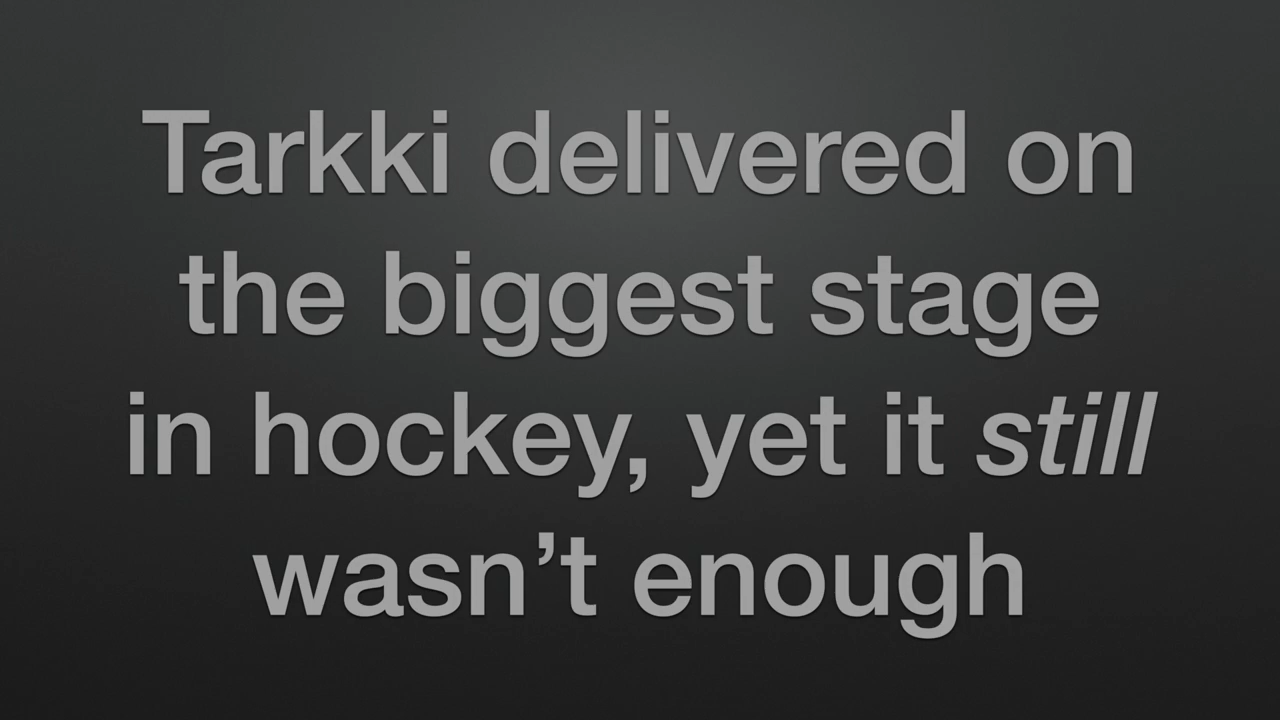 Tarkki delivered on
the biggest stage
in hockey, yet it still
wasn’t enough